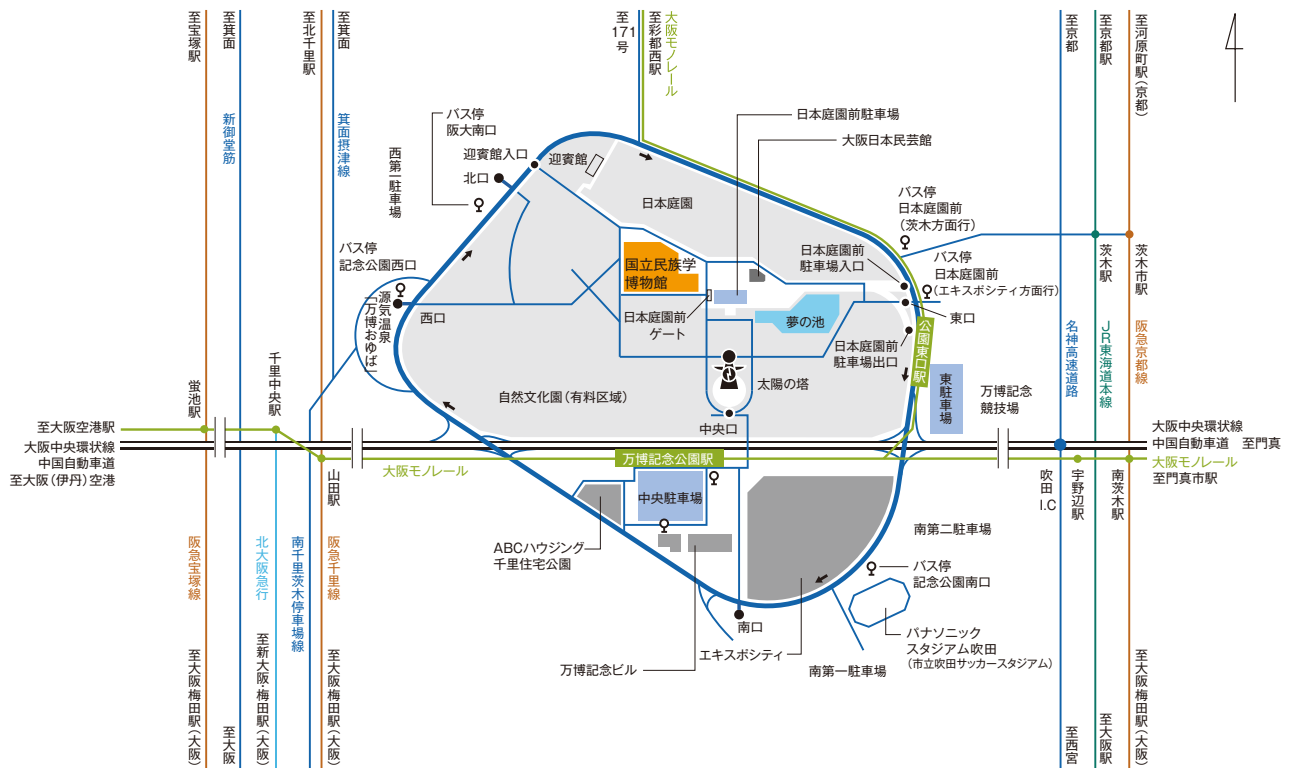 至宝塚駅
至箕面
至北千里駅
至箕面
至
171
号
至彩都西駅
大阪モノレール
至京都
至京都駅
至河原町駅(京都)
新御堂筋
箕面摂津線
西第一駐車場
バス停
阪大南口
迎賓館入口
北口
迎賓館
日本庭園前駐車場
大阪日本民芸館
日本庭園
バス停
日本庭園前
(茨木方面行)
バス停
記念公園西口
国立民族学
博物館
日本庭園前
駐車場入口
バス停
日本庭園前
(エキスポシティ方面行)
茨木駅
茨木市駅
源気温泉
「万博おゆば」
西口
日本庭園前
ゲート
夢の池
東口
日本庭園前
駐車場出口
公園東口駅
名神高速道路
JR東海道本線
阪急京都線
蛍池駅
千里中央駅
自然文化園(有料区域)
太陽の塔
東駐車場
万博記念
競技場
中央口
至大阪空港駅
大阪中央環状線
中国自動車道
至大阪(伊丹)空港
大阪中央環状線
中国自動車道 至門真
大阪モノレール
至門真市駅
山田駅
大阪モノレール
万博記念公園駅
中央駐車場
吹田
I.C
宇野辺駅
南茨木駅
ABCハウジング
千里住宅公園
南第二駐車場
バス停
記念公園南口
阪急宝塚線
北大阪急行
南千里茨木停車場線
阪急千里線
南口
万博記念ビル
エキスポシティ
南第一駐車場
パナソニック
スタジアム吹田
(市立吹田サッカースタジアム)
至大阪梅田駅(大阪)
至大阪
至新大阪・梅田駅(大阪)
至大阪梅田駅(大阪)
至西宮
至大阪駅
至大阪梅田駅(大阪)